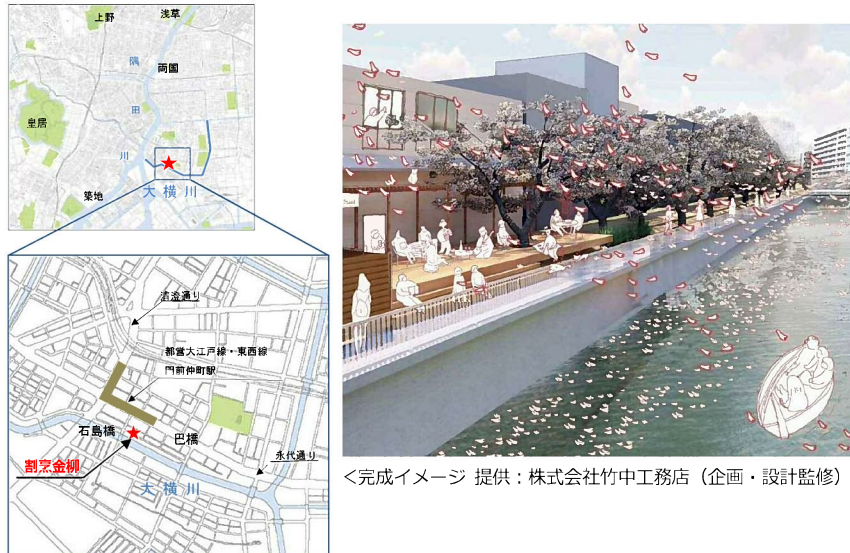 上野
浅草
両国
隅
田
川
皇居
築地
大横川
清澄通り
都営大江戸線・東西線
門前仲町駅
石島橋
巴橋
永代通り
割烹金柳
大横川
<完成イメージ 提供：株式会社竹中工務店（企画・設計監修）